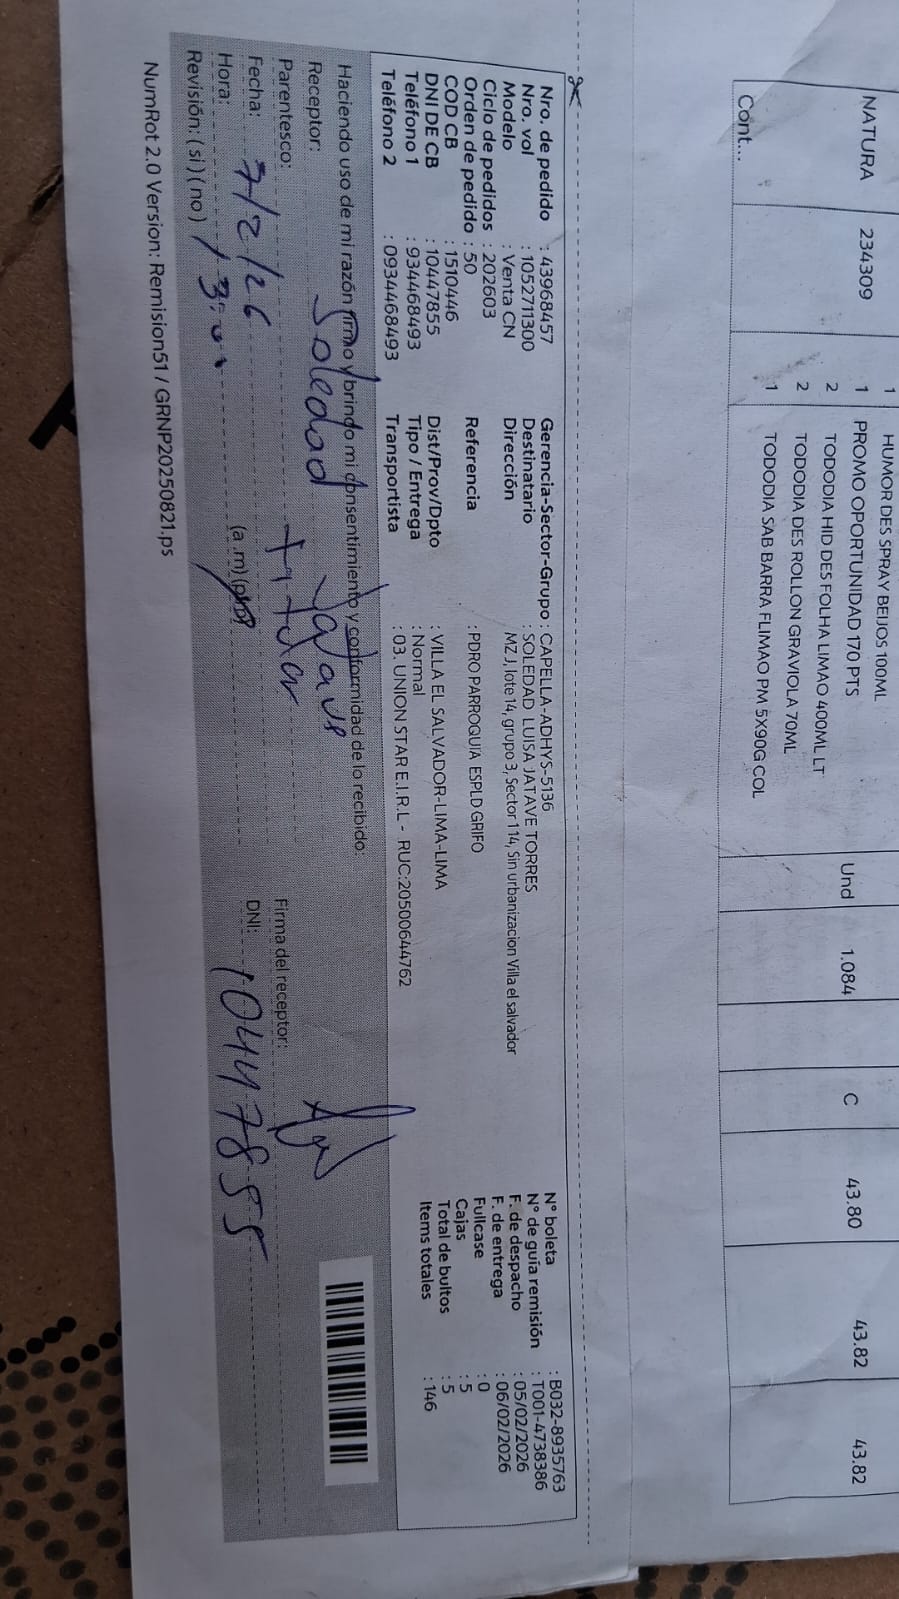 1 HUMOR DES SPRAY BEIJOS 100ML
NATURA 234309 1 PROMO OPORTUNIDAD 170 PTS Und 1.084 C 43.80 43.82 43.82
2 TODODIA HID DES FOLHA LIMAO 400ML LT
2 TODODIA DES ROLLON GRAVIOLA 70ML
1 TODODIA SAB BARRA FLIMAO PM 5X90G COL
Cont...
Nro. de pedido : 43968457 Gerencia-Sector-Grupo : CAPELLA-ADHYS-5136 N° boleta : B032-8935763
Nro. vol : 1052711300 Destinatario : SOLEDAD LUISA JATAVE TORRES N° de guía remisión : T001-4738386
Modelo : Venta CN Dirección MZ J, lote 14, grupo 3, Sector 1 14, Sin urbanizacion Villa el salvador F. de despacho : 05/02/2026
Ciclo de pedidos : 202603 F. de entrega : 06/02/2026
Orden de pedido : 50 Referencia : PDRO PARROQUIA ESPLD GRIFO Fullcase : 0
COD CB : 1510446 Cajas : 5
DNI DE CB : 10447855 Dist/Prov/Dpto : VILLA EL SALVADOR-LIMA-LIMA Total de bultos : 5
Teléfono 1 : 934468493 Tipo / Entrega : Normal Items totales : 146
Teléfono 2 : 0934468493 Transportista : 03. UNION STAR E.I.R.L - RUC:20500644762
Haciendo uso de mi razón firmo y brindo mi consentimiento y conformidad de lo recibido:
Receptor: Soledad
Parentesco: titular Firma del receptor:
Fecha: 7/2/26 DNI: 10447855
Hora: (a.m)
Revisión: (si) (no)
NumRot 2.0 Version: Remision51 / GRNP20250821.ps